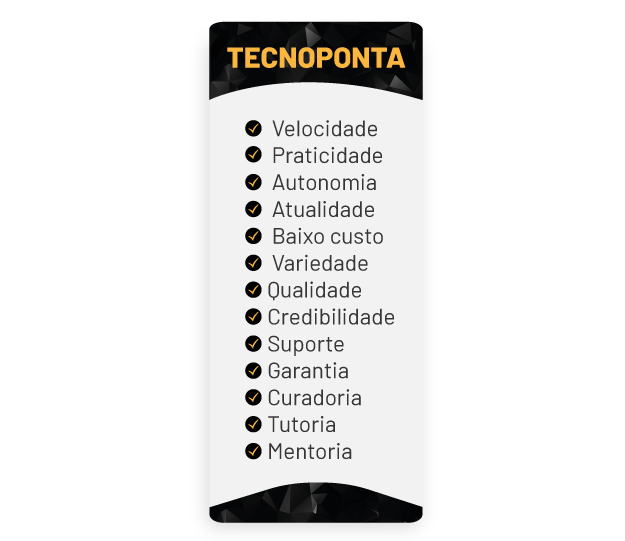 TECNOPONTA
Velocidade
Praticidade
Autonomia
Atualidade
Baixo custo
Variedade
Qualidade
Credibilidade
Suporte
Garantia
Curadoria
Tutoria
Mentoria